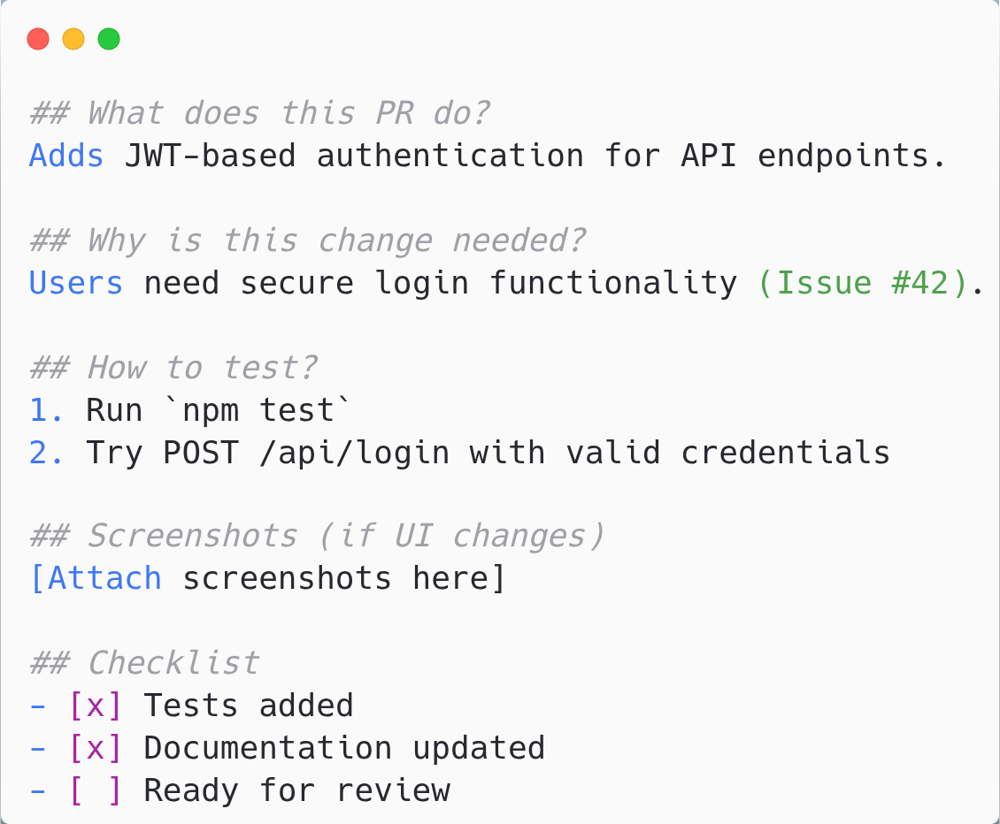 ## What does this PR do?
Adds JWT-based authentication for API endpoints.
## Why is this change needed?
Users need secure login functionality (Issue #42).
## How to test?
1. Run `npm test`
2. Try POST /api/login with valid credentials
## Screenshots (if UI changes)
[Attach screenshots here]
## Checklist
- [x] Tests added
- [x] Documentation updated
- [ ] Ready for review